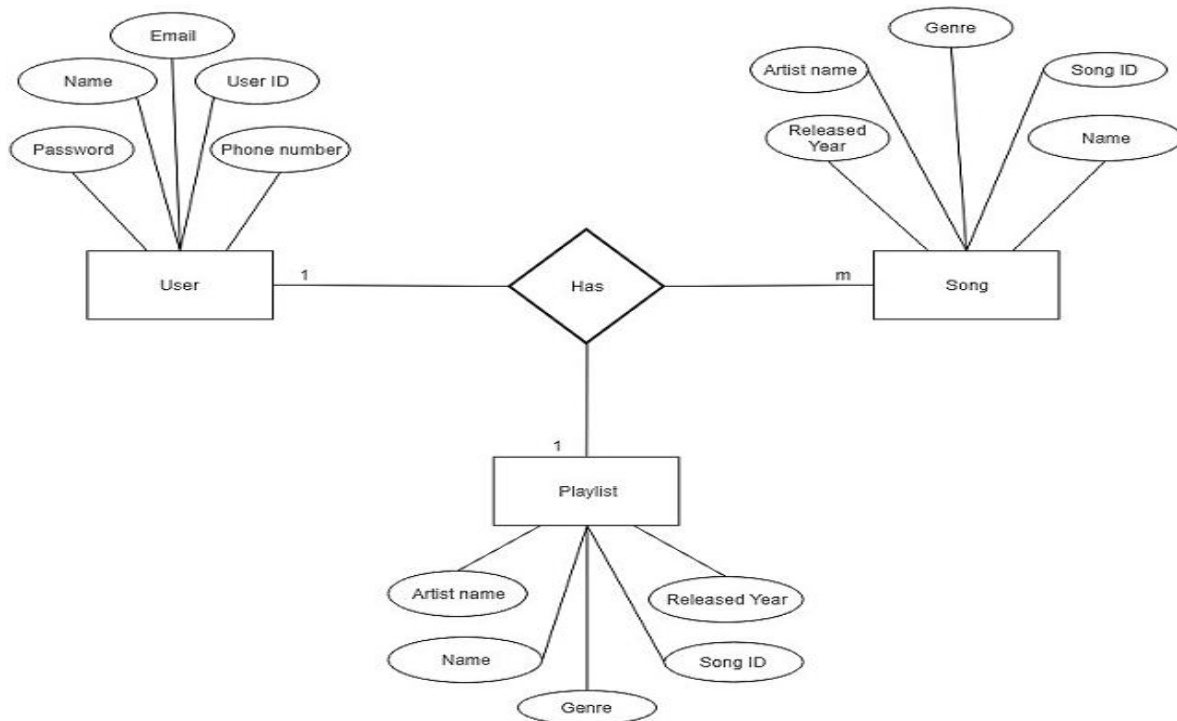 Email
Genre
Name
User ID
Artist name
Song ID
Password
Phone number
Released
Year
Name
User
1
Has
m
Song
1
Playlist
Artist name
Released Year
Name
Song ID
Genre